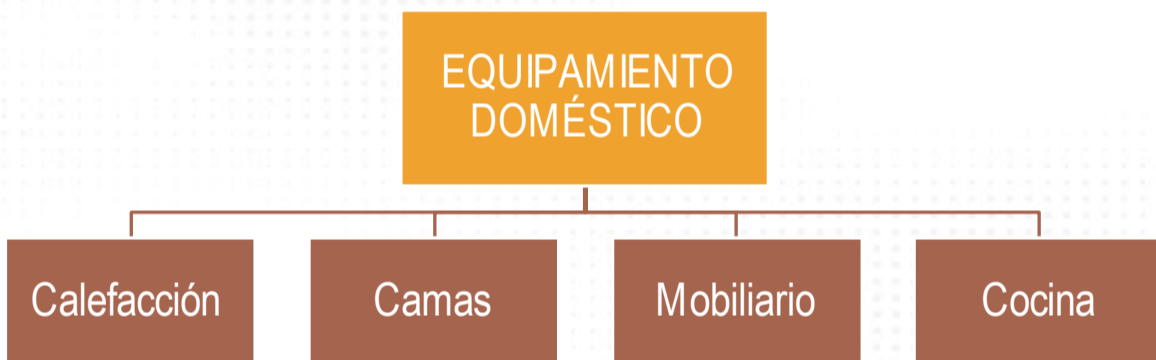 EQUIPAMIENTO
DOMÉSTICO
Calefacción
Camas
Mobiliario
Cocina